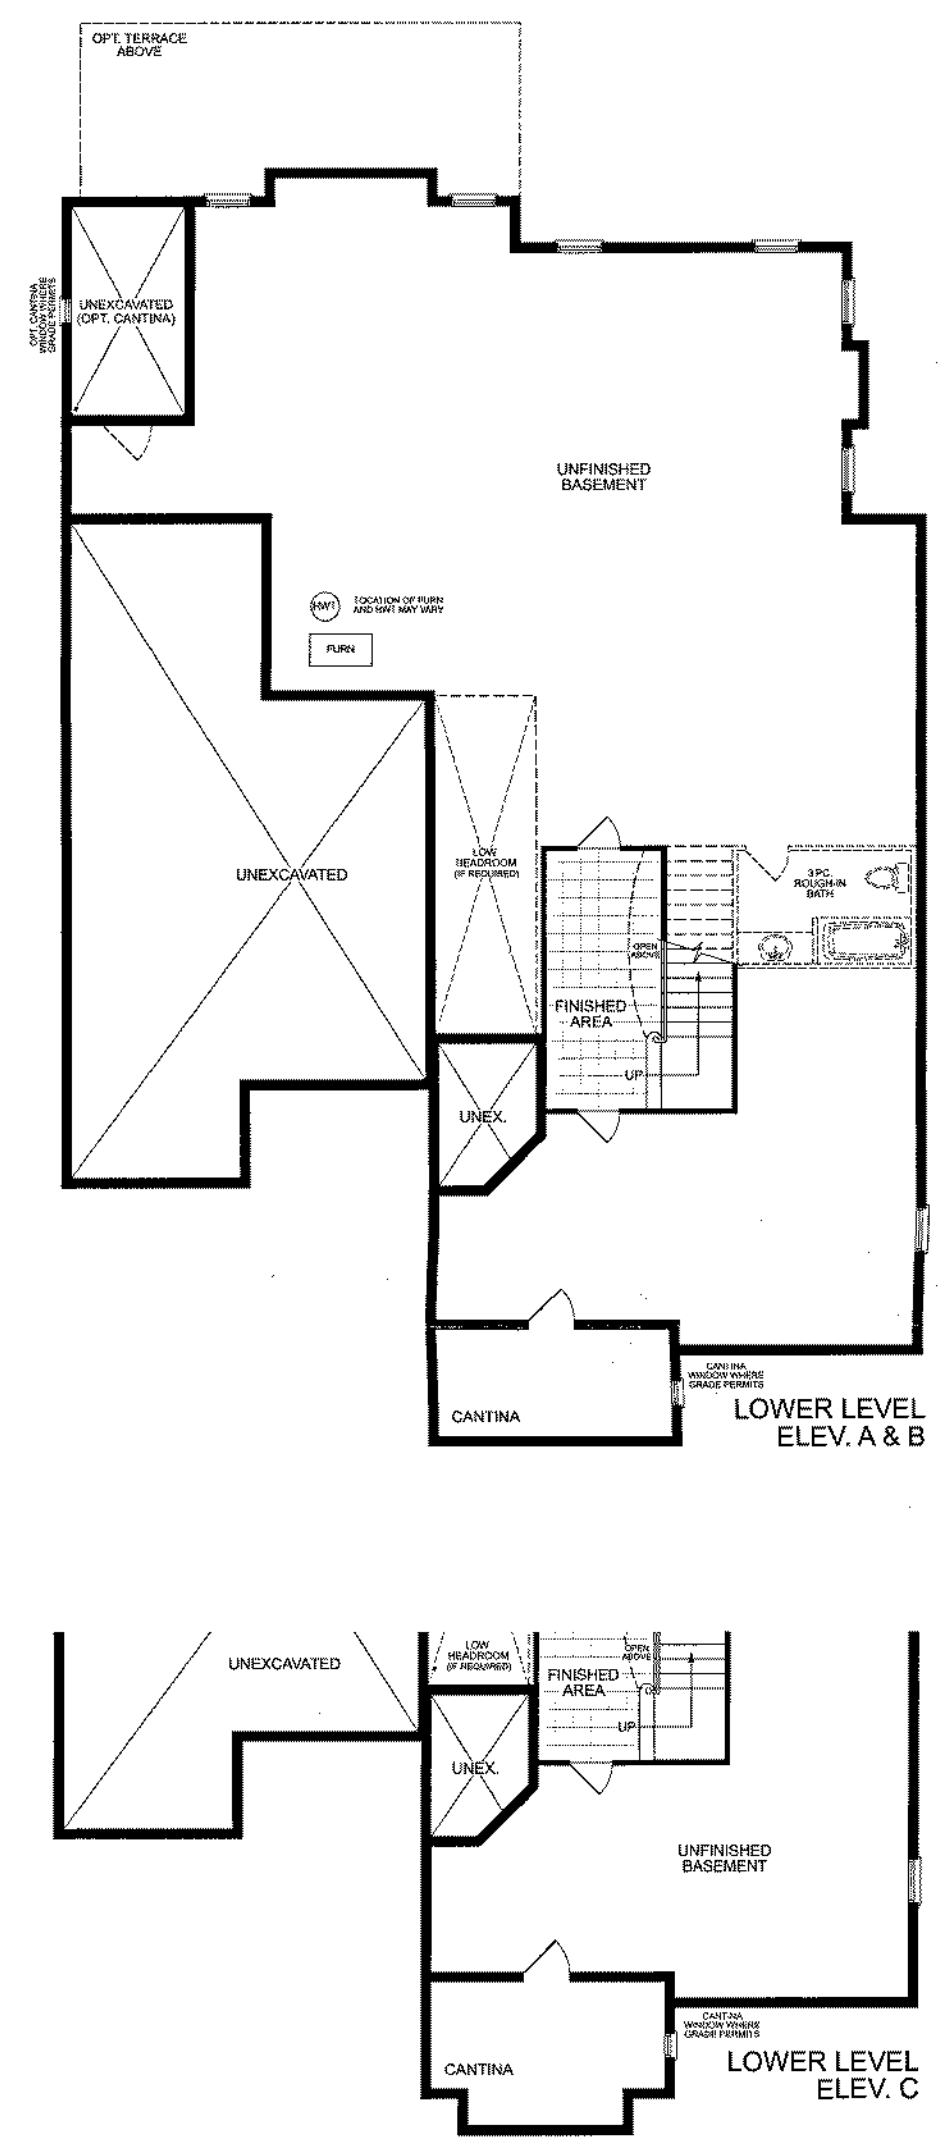 OPT. TERRACE
ABOVE
OPT. CANTINA
WINDOW WHERE
GRADE PERMITS
UNEXCAVATED
(OPT. CANTINA)
UNFINISHED
BASEMENT
HWT
LOCATION OF FURN
AND HWT MAY VARY
FURN
UNEXCAVATED
LOW
HEADROOM
(IF REQUIRED)
3 PC.
ROUGH-IN
BATH
OPEN
ABOVE
FINISHED
AREA
UP
UNEX.
CANTINA
WINDOW WHERE
GRADE PERMITS
CANTINA
LOWER LEVEL
ELEV. A & B
UNEXCAVATED
LOW
HEADROOM
(IF REQUIRED)
OPEN
ABOVE
FINISHED
AREA
UP
UNEX.
UNFINISHED
BASEMENT
CANTINA
WINDOW WHERE
GRADE PERMITS
CANTINA
LOWER LEVEL
ELEV. C